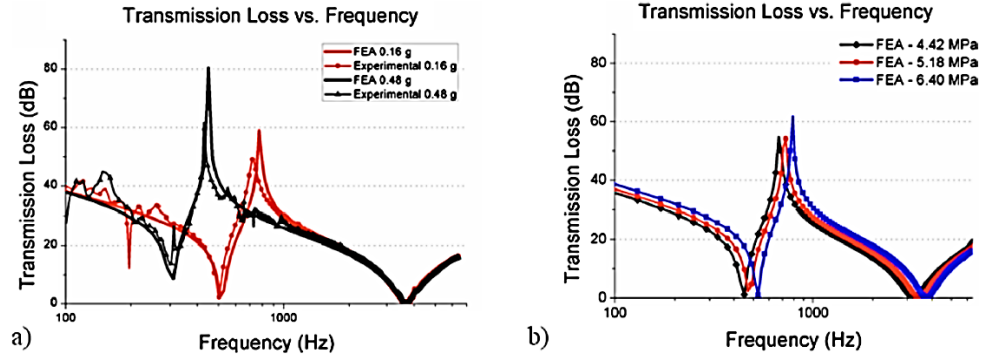 Transmission Loss vs. Frequency
FEA 0.16 g
Experimental 0.16 g
FEA 0.48 g
Experimental 0.48 g
Transmission Loss (dB)
80
60
40
20
0
100
1000
Frequency (Hz)
a)
Transmission Loss vs. Frequency
FEA - 4.42 MPa
FEA - 5.18 MPa
FEA - 6.40 MPa
Transmission Loss (dB)
80
60
40
20
0
100
1000
Frequency (Hz)
b)